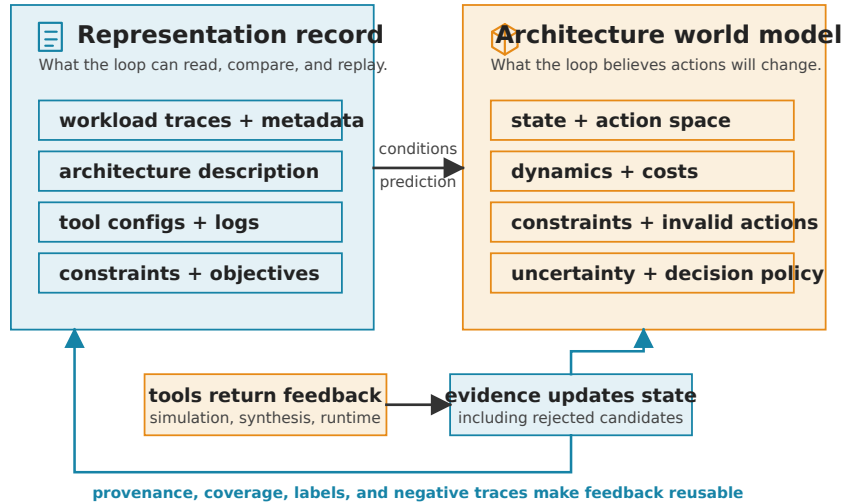 Representation record
What the loop can read, compare, and replay.
workload traces + metadata
architecture description
tool configs + logs
constraints + objectives
conditions
prediction
Architecture world model
What the loop believes actions will change.
state + action space
dynamics + costs
constraints + invalid actions
uncertainty + decision policy
tools return feedback
simulation, synthesis, runtime
evidence updates state
including rejected candidates
provenance, coverage, labels, and negative traces make feedback reusable